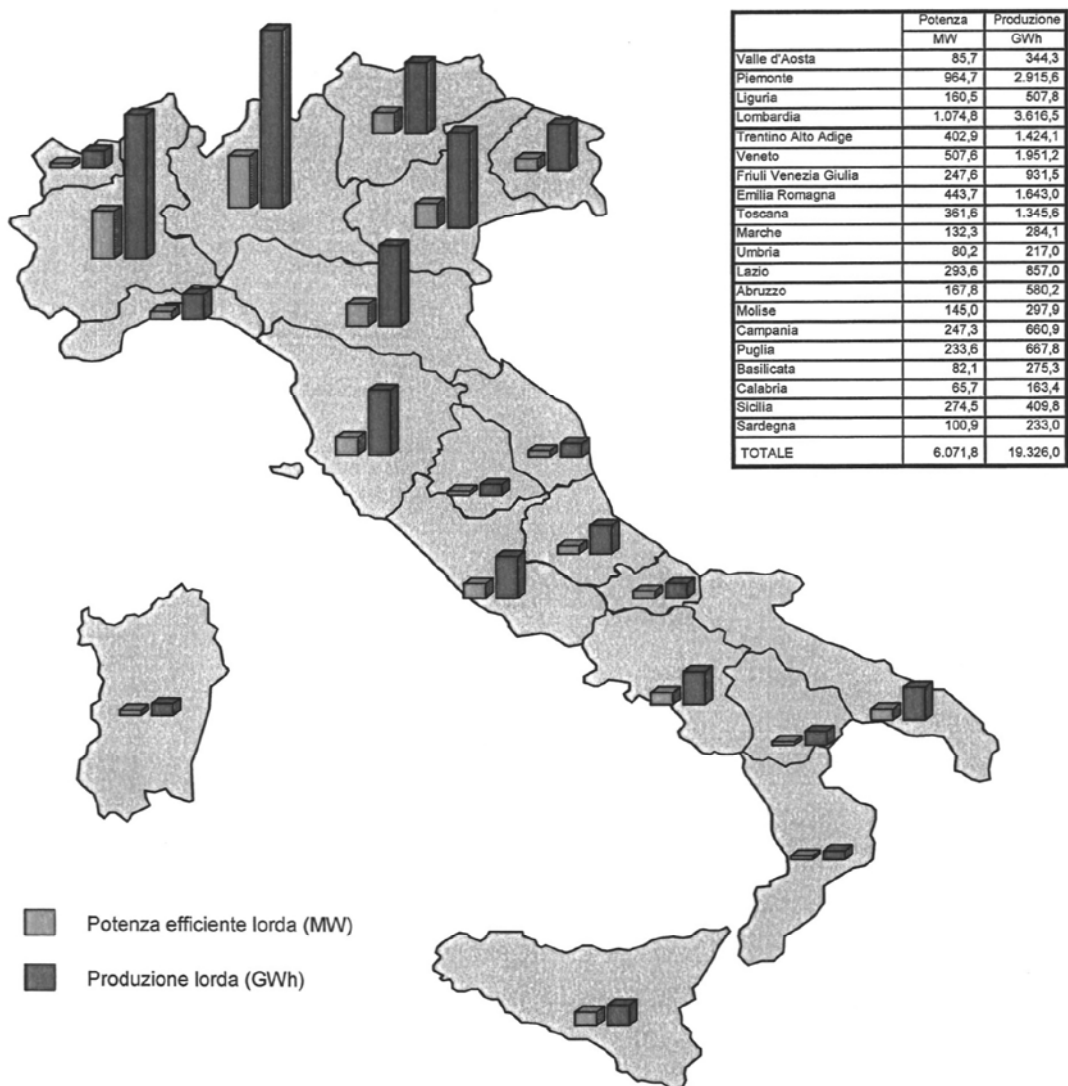 Potenza Produzione
MW GWh
Valle d'Aosta 85,7 344,3
Piemonte 964,7 2.915,6
Liguria 160,5 507,8
Lombardia 1.074,8 3.616,5
Trentino Alto Adige 402,9 1.424,1
Veneto 507,6 1.951,2
Friuli Venezia Giulia 247,6 931,5
Emilia Romagna 443,7 1.643,0
Toscana 361,6 1.345,6
Marche 132,3 284,1
Umbria 80,2 217,0
Lazio 293,6 857,0
Abruzzo 167,8 580,2
Molise 145,0 297,9
Campania 247,3 660,9
Puglia 233,6 667,8
Basilicata 82,1 275,3
Calabria 65,7 163,4
Sicilia 274,5 409,8
Sardegna 100,9 233,0
TOTALE 6.071,8 19.326,0
Potenza efficiente lorda (MW)
Produzione lorda (GWh)